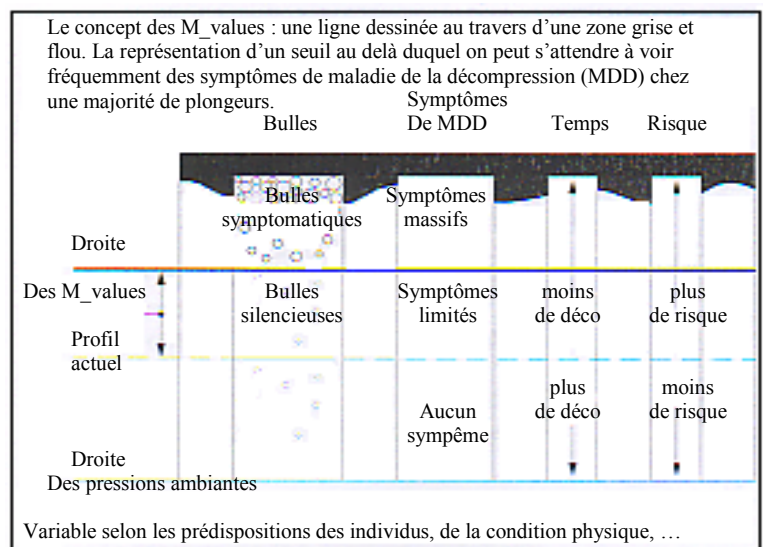 Le concept des M_values : une ligne dessinée au travers d'une zone grise et
flou. La représentation d'un seuil au delà duquel on peut s'attendre à voir
fréquemment des symptômes de maladie de la décompression (MDD) chez
une majorité de plongeurs.
Symptômes
Bulles De MDD Temps Risque
Bulles Symptômes
symptomatiques massifs
Droite
Des M_values Bulles Symptômes moins plus
silencieuses limités de déco de risque
Profil
actuel
plus moins
de déco de risque
Aucun
sympême
Droite
Des pressions ambiantes
Variable selon les prédispositions des individus, de la condition physique, …